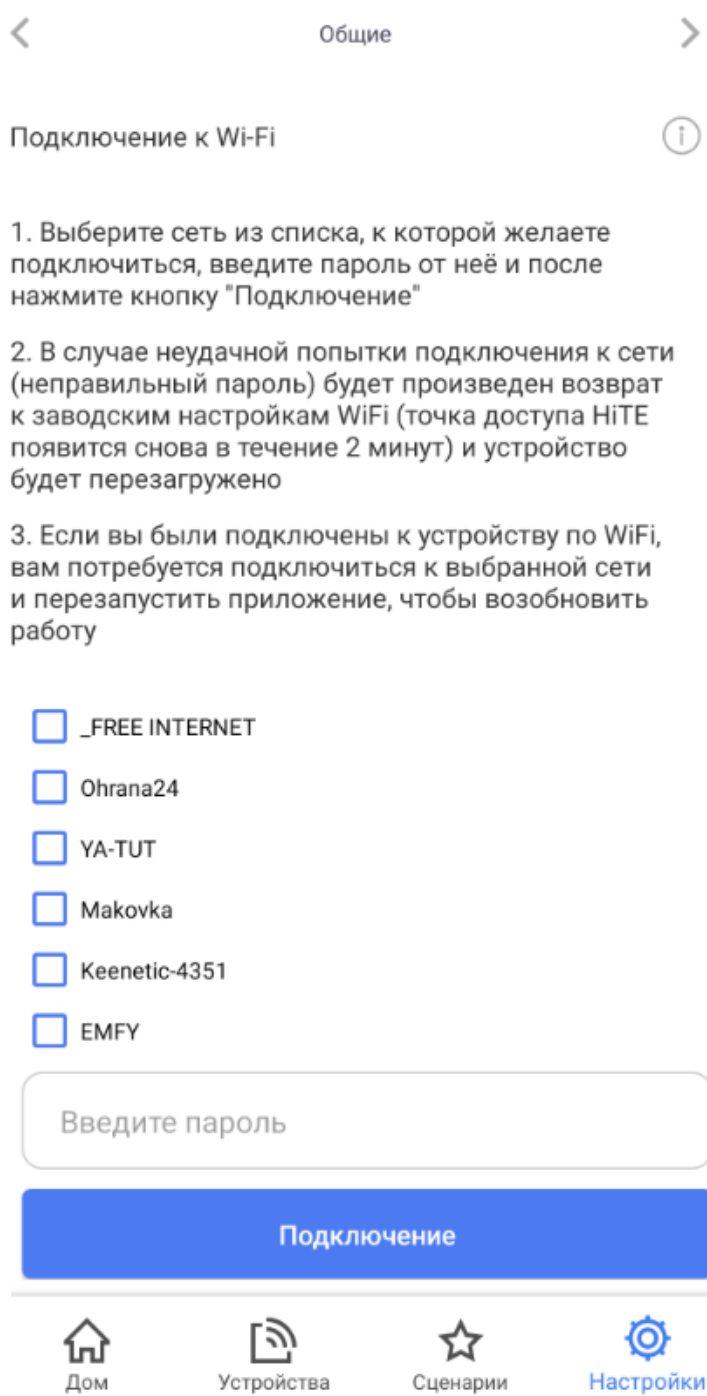 Общие
Подключение к Wi-Fi
1. Выберите сеть из списка, к которой желаете
подключиться, введите пароль от неё и после
нажмите кнопку "Подключение"
2. В случае неудачной попытки подключения к сети
(неправильный пароль) будет произведен возврат
к заводским настройкам WiFi (точка доступа HiTE
появится снова в течение 2 минут) и устройство
будет перезагружено
3. Если вы были подключены к устройству по WiFi,
вам потребуется подключиться к выбранной сети
и перезапустить приложение, чтобы возобновить
работу
_FREE INTERNET
Ohrana24
YA-TUT
Makovka
Keenetic-4351
EMFY
Введите пароль
Подключение
Дом Устройства Сценарии Настройки